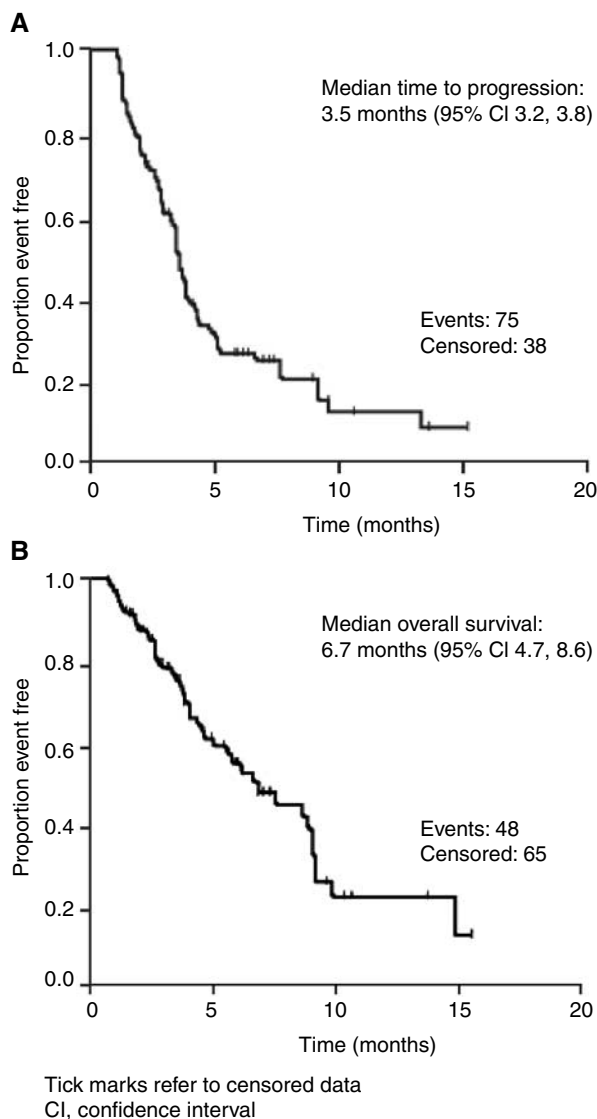 A
1.0
0.8
0.6
0.4
0.2
0.0
Proportion event free
Median time to progression:
3.5 months (95% CI 3.2, 3.8)
Events: 75
Censored: 38
0 5 10 15 20
Time (months)
B
1.0
0.8
0.6
0.4
0.2
0.0
Proportion event free
Median overall survival:
6.7 months (95% CI 4.7, 8.6)
Events: 48
Censored: 65
0 5 10 15 20
Time (months)
Tick marks refer to censored data
CI, confidence interval